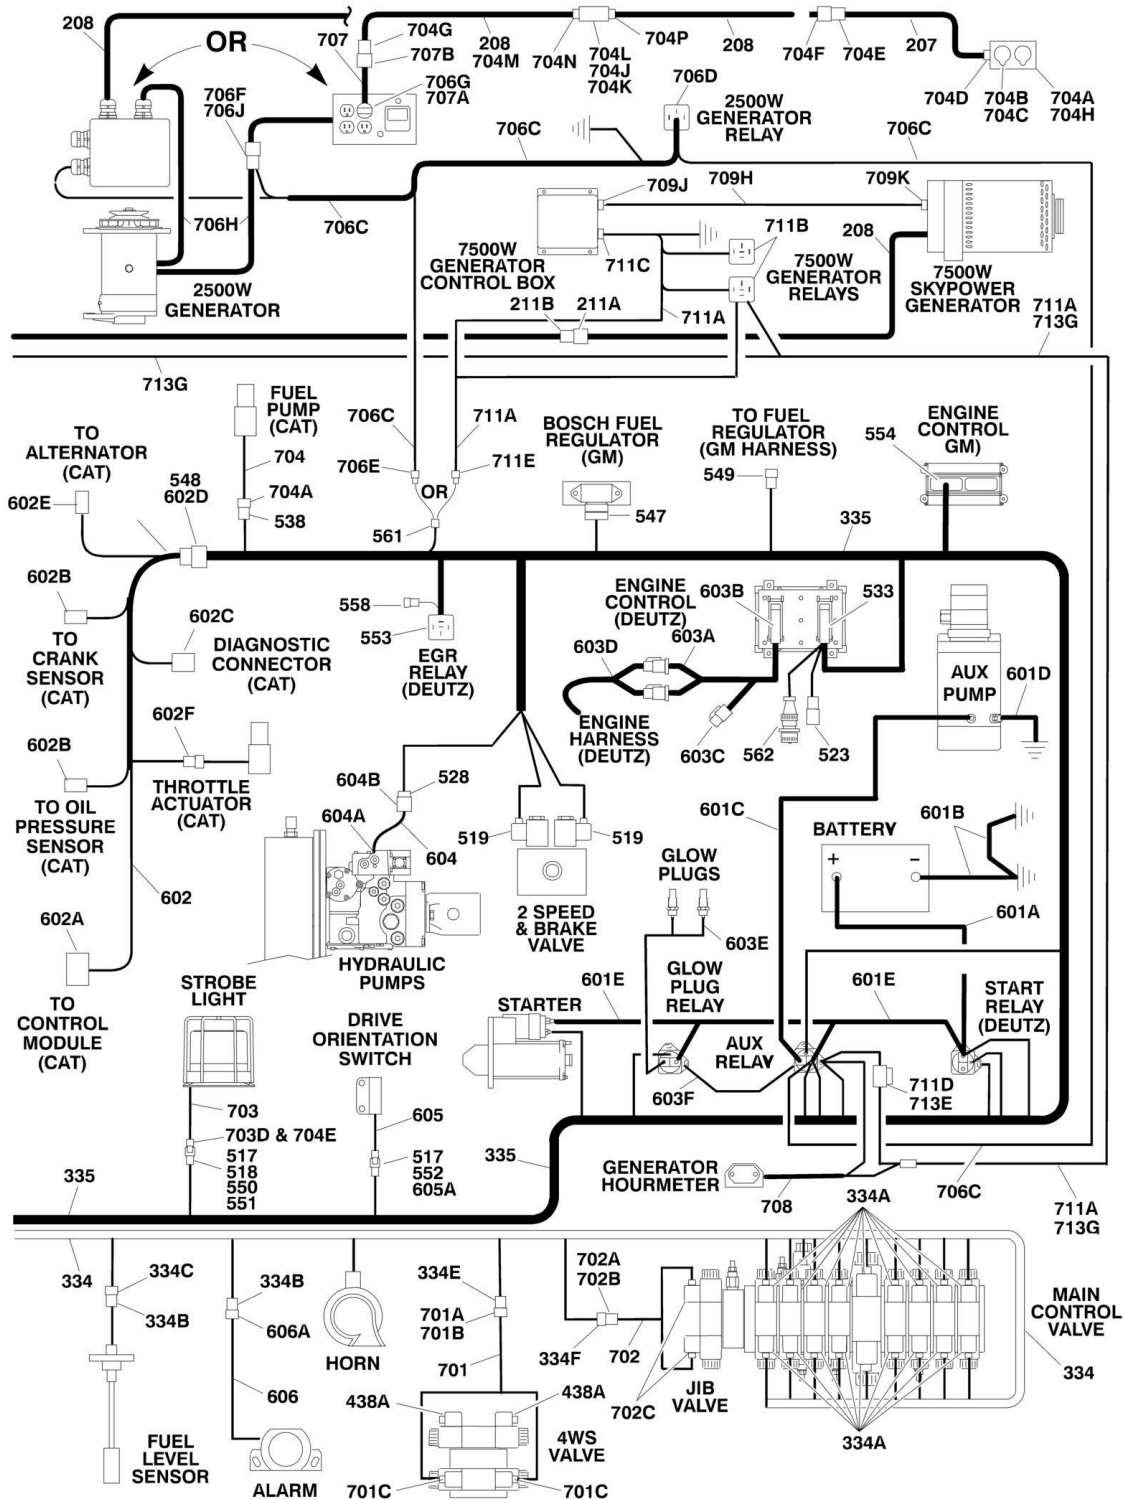 208
OR
707
704G
707B
208
704M
704N
704L
704J
704K
704P
208
704F
704E
207
704D
704B
704C
704A
704H
706F
706J
706G
707A
706D
2500W
GENERATOR
RELAY
706C
706C
706H
706C
2500W
GENERATOR
709J
709H
709K
711B
208
711C
7500W
GENERATOR
CONTROL BOX
7500W
GENERATOR
RELAYS
7500W
SKYPOWER
GENERATOR
211B
211A
711A
711A
713G
713G
FUEL
PUMP
(CAT)
704
704A
538
706C
711A
706E
711E
OR
561
BOSCH FUEL
REGULATOR
(GM)
547
TO FUEL
REGULATOR
(GM HARNESS)
549
ENGINE
CONTROL
GM)
554
335
TO
ALTERNATOR
(CAT)
548
602D
602E
602B
TO
CRANK
SENSOR
(CAT)
602C
DIAGNOSTIC
CONNECTOR
(CAT)
558
553
EGR
RELAY
(DEUTZ)
ENGINE
CONTROL
(DEUTZ)
603B
533
603A
603D
ENGINE
HARNESS
(DEUTZ)
603C
562
523
AUX
PUMP
601D
602F
THROTTLE
ACTUATOR
(CAT)
602B
TO OIL
PRESSURE
SENSOR
(CAT)
602
602A
TO
CONTROL
MODULE
(CAT)
604B
528
604A
604
HYDRAULIC
PUMPS
519
519
2 SPEED
& BRAKE
VALVE
601C
BATTERY
+
−
601B
601A
GLOW
PLUGS
603E
GLOW
PLUG
RELAY
601E
601E
STARTER
START
RELAY
(DEUTZ)
AUX
RELAY
603F
711D
713E
STROBE
LIGHT
703
703D & 704E
517
518
550
551
DRIVE
ORIENTATION
SWITCH
605
517
552
605A
335
335
GENERATOR
HOURMETER
708
706C
711A
713G
334
334C
334B
FUEL
LEVEL
SENSOR
334B
606A
606
ALARM
HORN
334E
701A
701B
701
438A
438A
4WS
VALVE
701C
701C
702A
702B
334F
702
702C
JIB
VALVE
334A
334A
MAIN
CONTROL
VALVE
334